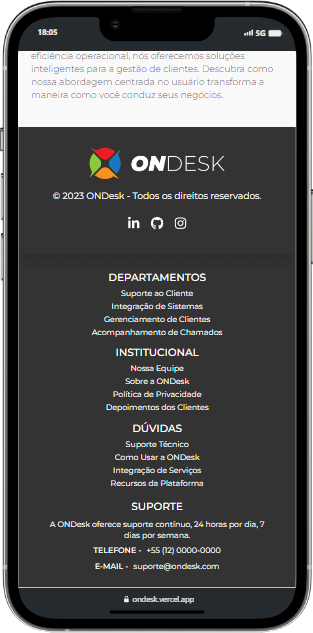 18:05
5G
eficiência operacional, nós oferecemos soluções
inteligentes para a gestão de clientes. Descubra como
nossa abordagem centrada no usuário transforma a
maneira como você conduz seus negócios.
ONDESK
© 2023 ONDesk - Todos os direitos reservados.
DEPARTAMENTOS
Suporte ao Cliente
Integração de Sistemas
Gerenciamento de Clientes
Acompanhamento de Chamados
INSTITUCIONAL
Nossa Equipe
Sobre a ONDesk
Política de Privacidade
Depoimentos dos Clientes
DÚVIDAS
Suporte Técnico
Como Usar a ONDesk
Integração de Serviços
Recursos da Plataforma
SUPORTE
A ONDesk oferece suporte contínuo, 24 horas por dia, 7
dias por semana.
TELEFONE - +55 (12) 0000-0000
E-MAIL - suporte@ondesk.com
ondesk.vercel.app